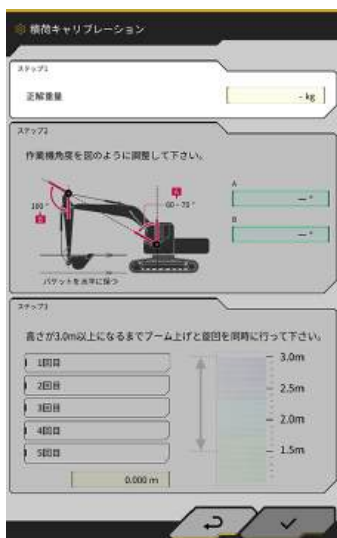 積荷キャリブレーション
ステップ1
正解重量
- kg
ステップ2
作業機角度を図のように調整して下さい。
A
60 - 70 °
100 °
B
バケットを水平に保つ
A
— °
B
— °
ステップ3
高さが3.0m以上になるまでブーム上げと旋回を同時に行って下さい。
1回目
2回目
3回目
4回目
5回目
0.000 m
3.0m
2.5m
2.0m
1.5m